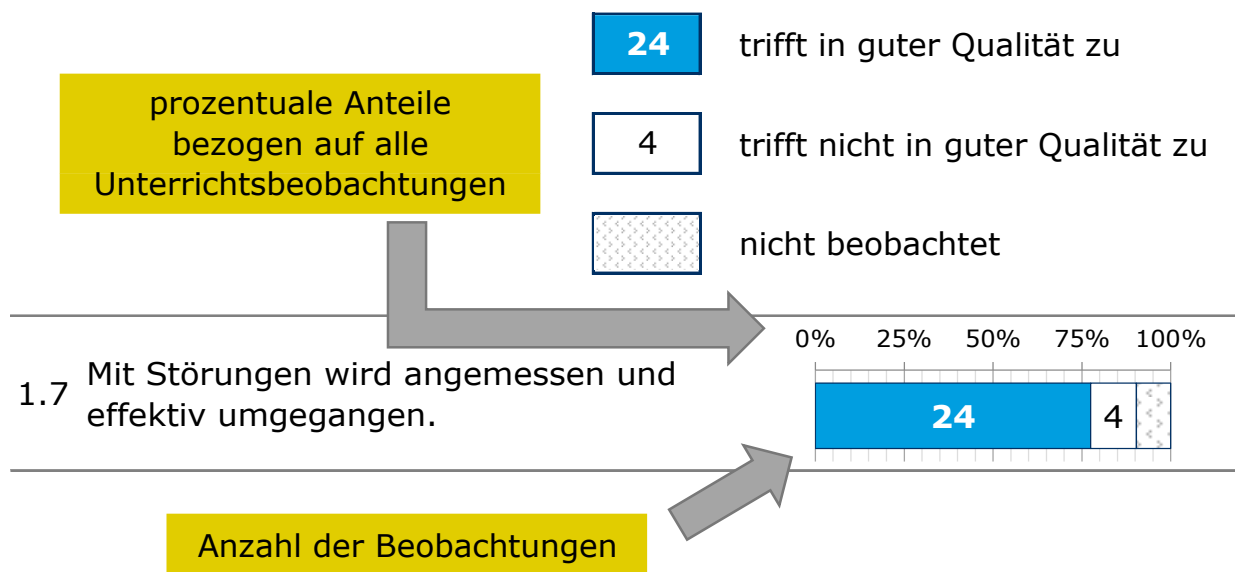 24 trifft in guter Qualität zu
prozentuale Anteile
bezogen auf alle
Unterrichtsbeobachtungen
4 trifft nicht in guter Qualität zu
nicht beobachtet
0% 25% 50% 75% 100%
1.7 Mit Störungen wird angemessen und
effektiv umgegangen.
24 4
Anzahl der Beobachtungen